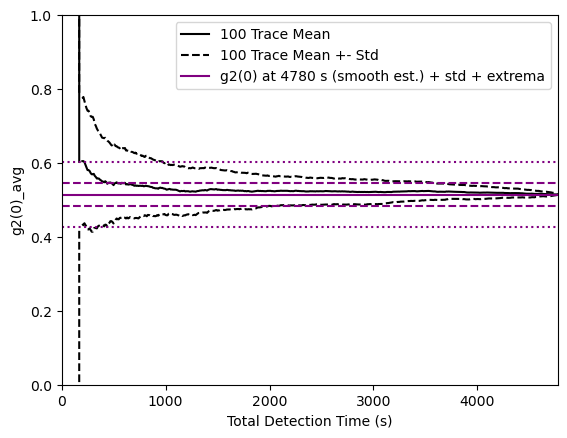 1.0
100 Trace Mean
100 Trace Mean +- Std
g2(0) at 4780 s (smooth est.) + std + extrema
0.8
0.6
g2(0)_avg
0.4
0.2
0.0
0 1000 2000 3000 4000
Total Detection Time (s)